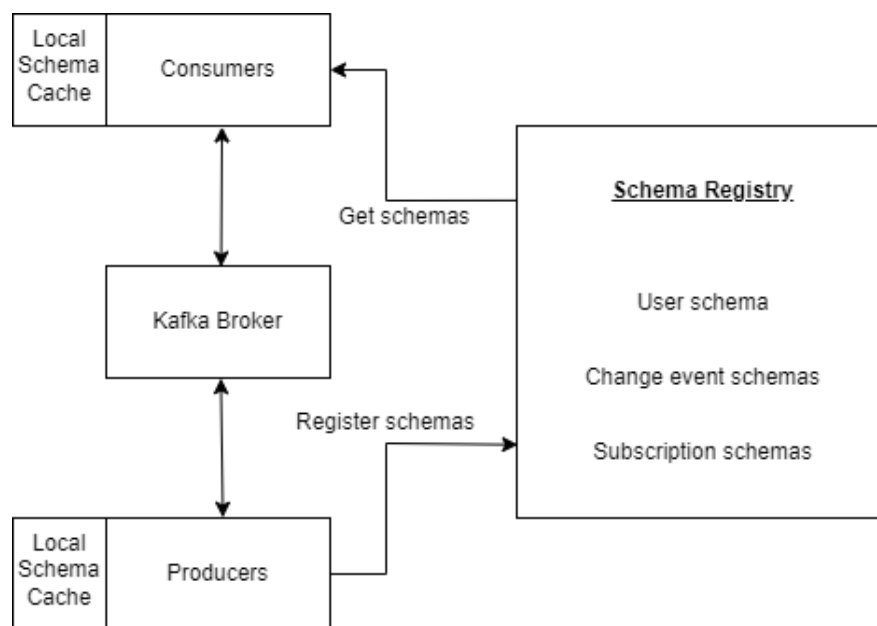 Local
Schema
Cache
Consumers
Schema Registry
Get schemas
User schema
Kafka Broker
Change event schemas
Register schemas
Subscription schemas
Local
Schema
Cache
Producers